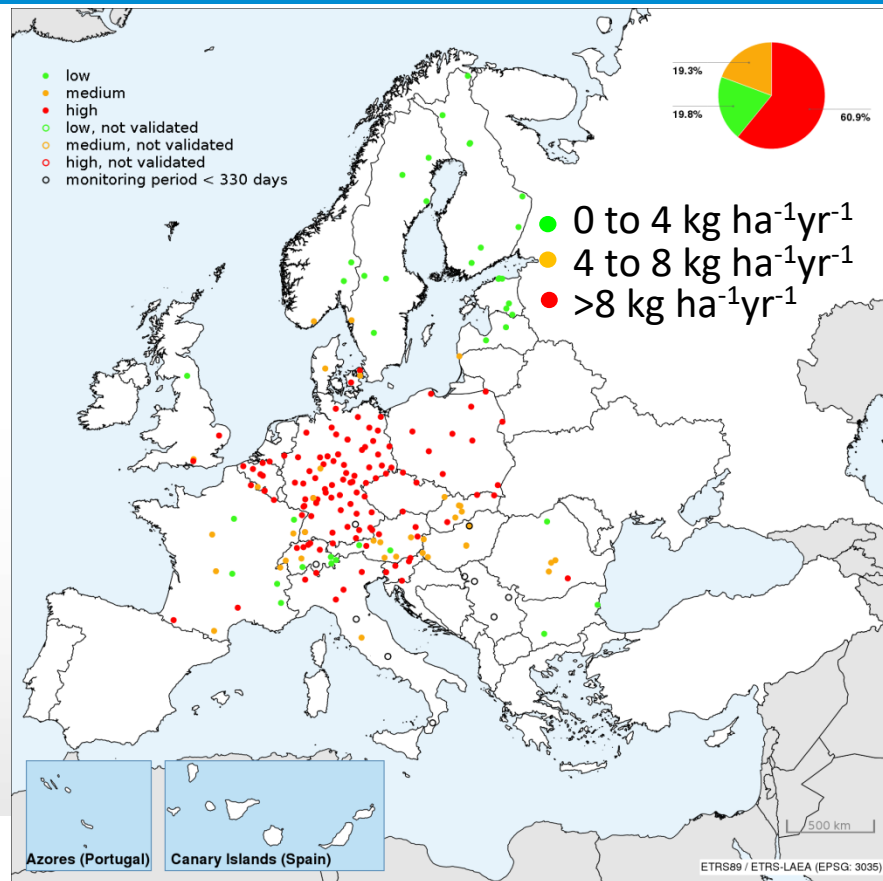 low
medium
high
low, not validated
medium, not validated
high, not validated
monitoring period < 330 days
19.3%
19.8%
60.9%
0 to 4 kg ha⁻¹yr⁻¹
4 to 8 kg ha⁻¹yr⁻¹
>8 kg ha⁻¹yr⁻¹
500 km
Azores (Portugal)
Canary Islands (Spain)
ETRS89 / ETRS-LAEA (EPSG: 3035)